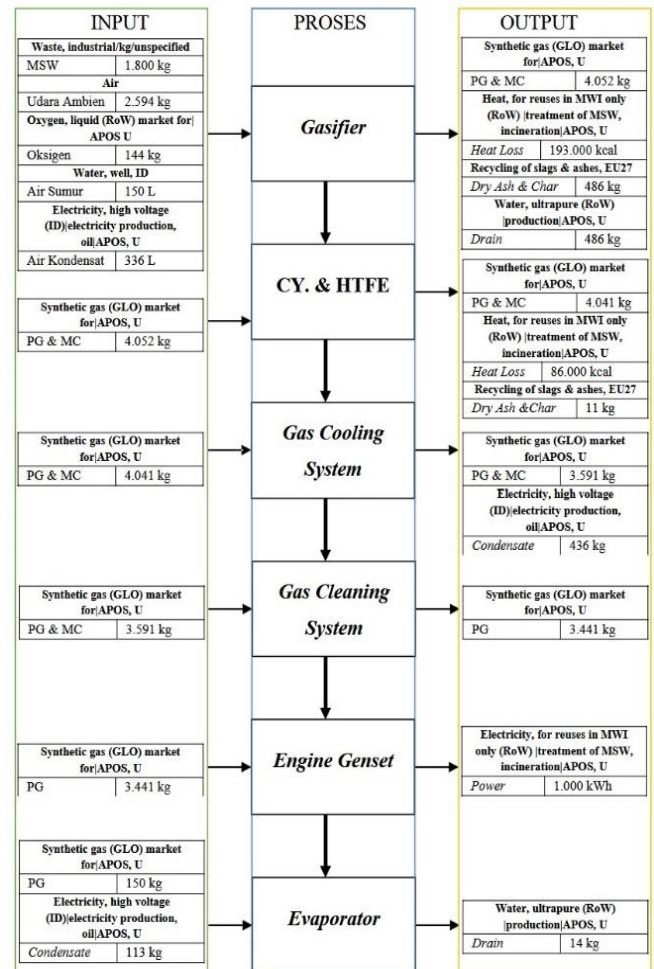 INPUT
Waste, industrial/kg/unspecified
MSW 1.800 kg
Air
Udara Ambien 2.594 kg
Oxygen, liquid (RoW) market for|
APOS U
Oksigen 144 kg
Water, well, ID
Air Sumur 150 L
Electricity, high voltage
(ID)|electricity production,
oil|APOS, U
Air Kondensat 336 L
Synthetic gas (GLO) market
for|APOS, U
PG & MC 4.052 kg
Synthetic gas (GLO) market
for|APOS, U
PG & MC 4.041 kg
Synthetic gas (GLO) market
for|APOS, U
PG & MC 3.591 kg
Synthetic gas (GLO) market
for|APOS, U
PG 3.441 kg
Synthetic gas (GLO) market
for|APOS, U
PG 150 kg
Electricity, high voltage
(ID)|electricity production,
oil|APOS, U
Condensate 113 kg
PROSES
Gasifier
CY. & HTFE
Gas Cooling
System
Gas Cleaning
System
Engine Genset
Evaporator
OUTPUT
Synthetic gas (GLO) market
for|APOS, U
PG & MC 4.052 kg
Heat, for reuses in MWI only
(RoW) |treatment of MSW,
incineration|APOS, U
Heat Loss 193.000 kcal
Recycling of slags & ashes, EU27
Dry Ash & Char 486 kg
Water, ultrapure (RoW)
|production|APOS, U
Drain 486 kg
Synthetic gas (GLO) market
for|APOS, U
PG & MC 4.041 kg
Heat, for reuses in MWI only
(RoW) |treatment of MSW,
incineration|APOS, U
Heat Loss 86.000 kcal
Recycling of slags & ashes, EU27
Dry Ash &Char 11 kg
Synthetic gas (GLO) market
for|APOS, U
PG & MC 3.591 kg
Electricity, high voltage
(ID)|electricity production,
oil|APOS, U
Condensate 436 kg
Synthetic gas (GLO) market
for|APOS, U
PG 3.441 kg
Electricity, for reuses in MWI
only (RoW) |treatment of MSW,
incineration|APOS, U
Power 1.000 kWh
Water, ultrapure (RoW)
|production|APOS, U
Drain 14 kg